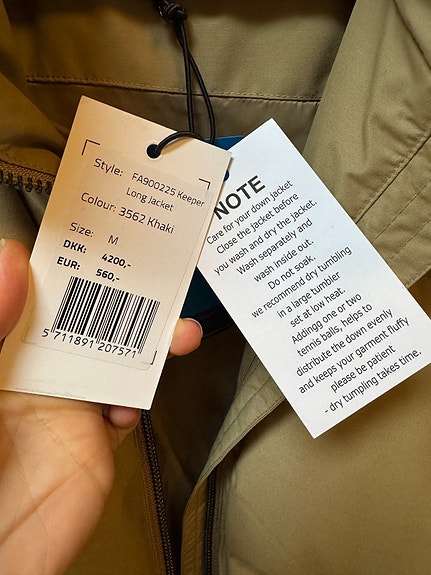 Style: FA900225 Keeper
Long Jacket
Colour: 3562 Khaki
Size: M
DKK: 4200,-
EUR: 560,-
5 711891 207571
NOTE
Care for your down jacket
Close the jacket before
you wash and dry the jacket.
Wash separately and
wash inside out.
Do not soak.
we recommend dry tumbling
in a large tumbler
set at low heat.
Addingg one or two
tennis balls, helps to
distribute the down evenly
and keeps your garment fluffy
please be patient
- dry tumpling takes time.